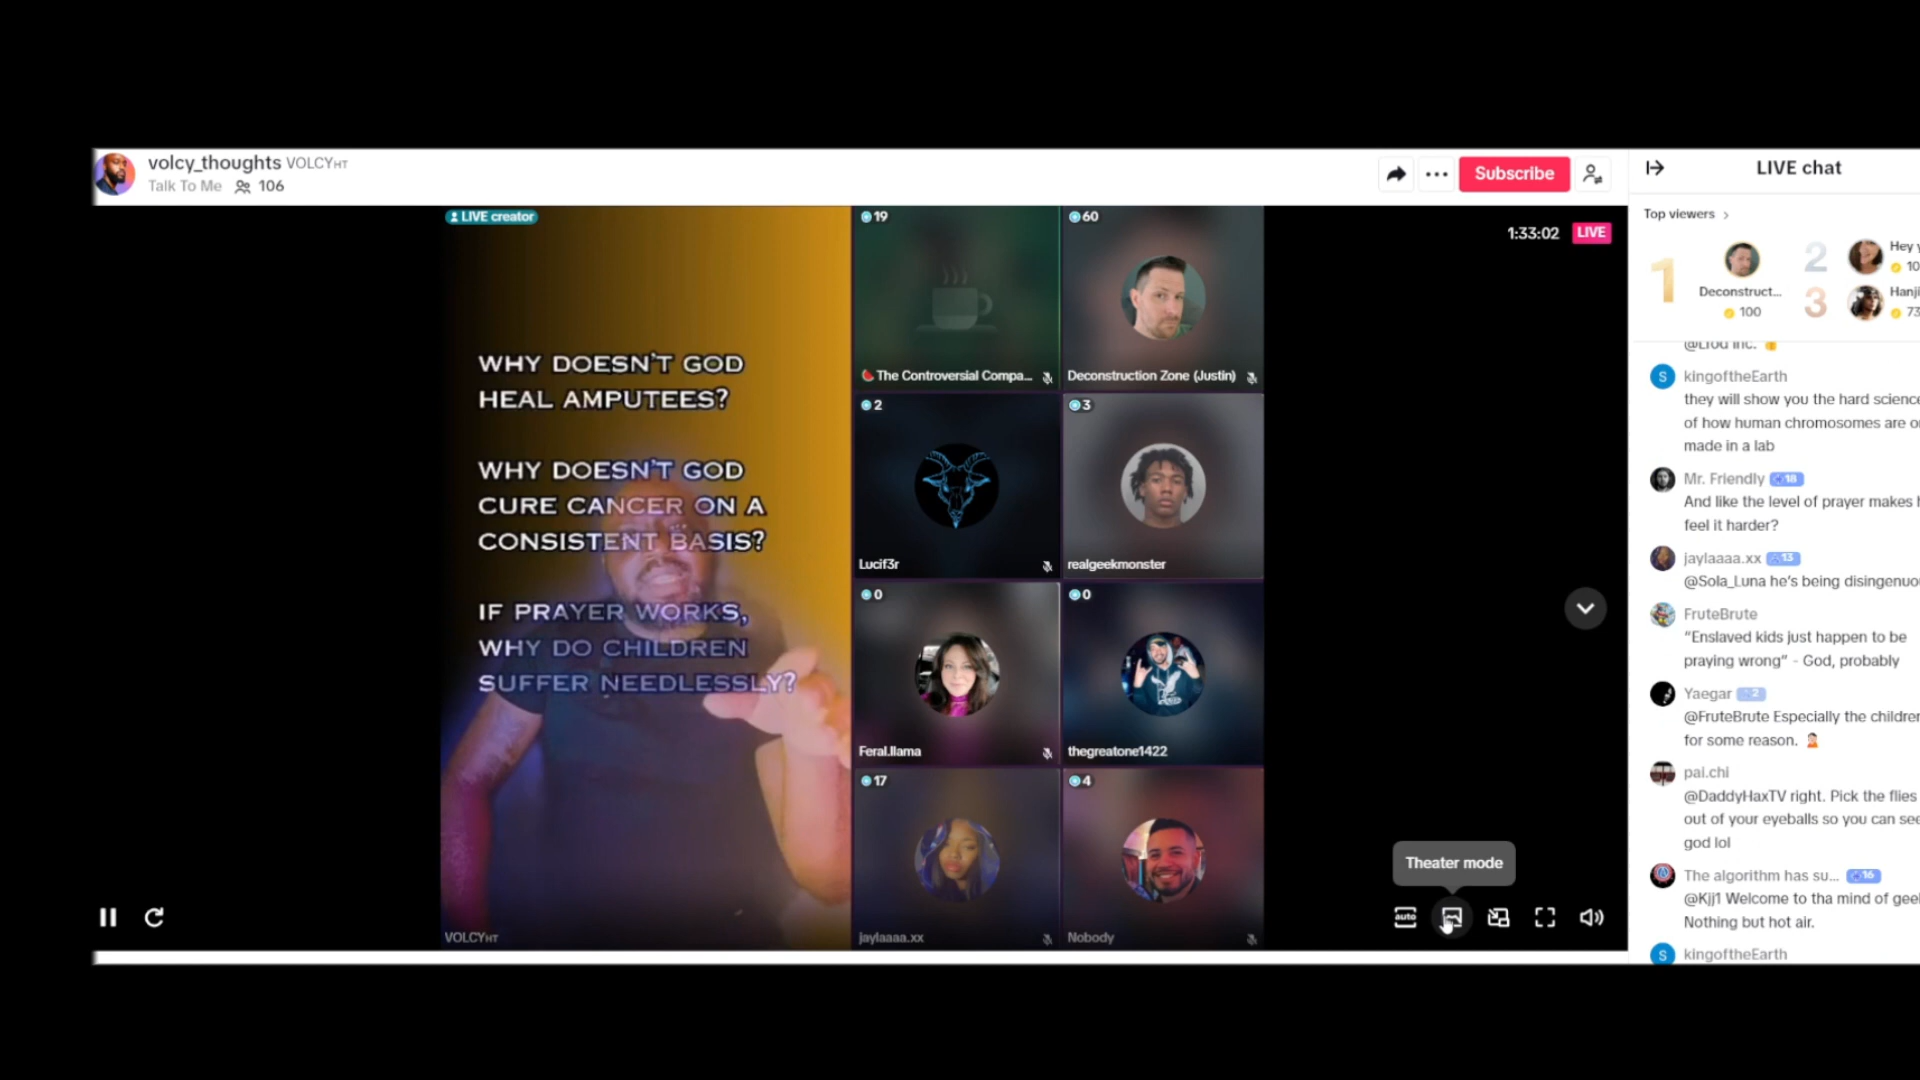 volcy_thoughts VOLCYHT
Talk To Me 106
Subscribe
LIVE chat
LIVE creator
1:33:02 LIVE
WHY DOESN'T GOD
HEAL AMPUTEES?
WHY DOESN'T GOD
CURE CANCER ON A
CONSISTENT BASIS?
IF PRAYER WORKS,
WHY DO CHILDREN
SUFFER NEEDLESSLY?
VOLCYHT
19
The Controversial Compa...
60
Deconstruction Zone (Justin)
2
Lucif3r
3
realgeekmonster
0
Feral.llama
0
thegreatone1422
17
jaylaaaa.xx
4
Nobody
Theater mode
auto
Top viewers
1
Deconstruct...
100
2
Hey
10
3
Hanji
73
kingoftheEarth
they will show you the hard science
of how human chromosomes are
made in a lab
Mr. Friendly 18
And like the level of prayer makes
feel it harder?
jaylaaaa.xx 13
@Sola_Luna he's being
FruteBrute
"Enslaved kids just happen to be
praying wrong" - God, probably
Yaegar 2
@FruteBrute Especially the
for some reason.
pai.chi
@DaddyHaxTV right. Pick the flies
out of your eyeballs so you can
god lol
The algorithm has su... 16
@Kjj1 Welcome to tha mind of
Nothing but hot air.
S kingoftheEarth